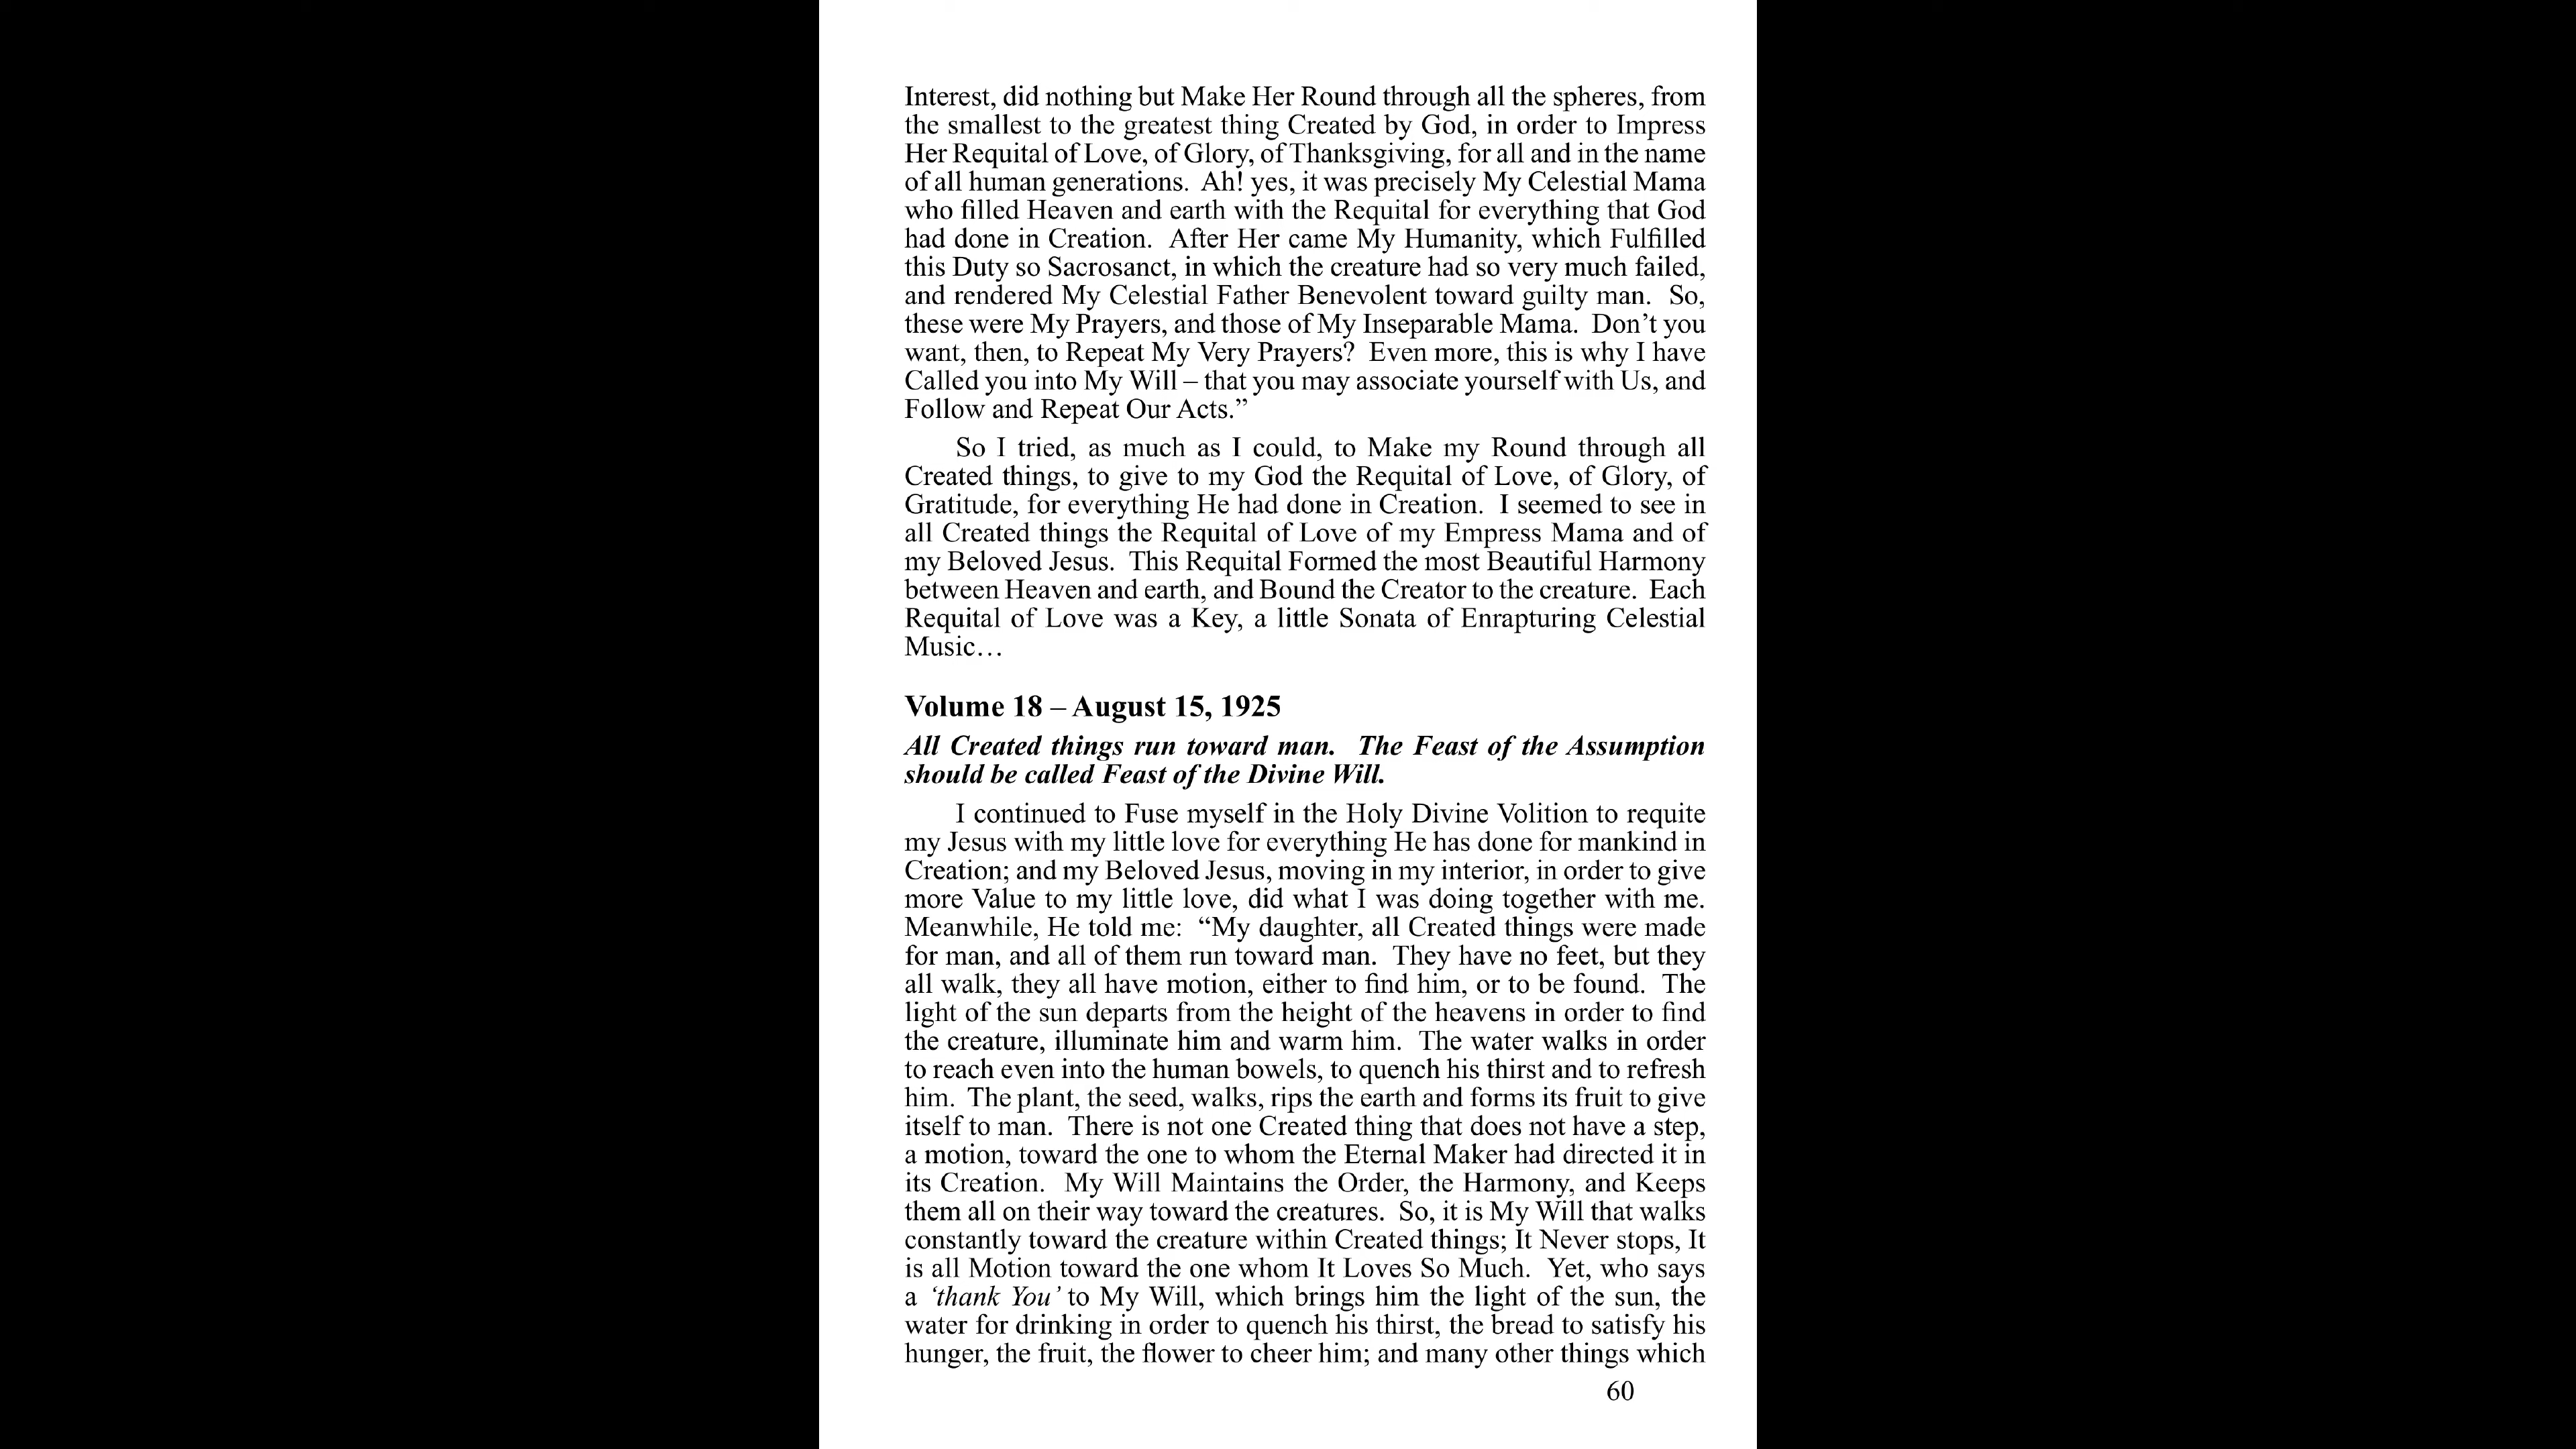 Interest, did nothing but Make Her Round through all the spheres, from
the smallest to the greatest thing Created by God, in order to Impress
Her Requital of Love, of Glory, of Thanksgiving, for all and in the name
of all human generations.  Ah! yes, it was precisely My Celestial Mama
who filled Heaven and earth with the Requital for everything that God
had done in Creation.  After Her came My Humanity, which Fulfilled
this Duty so Sacrosanct, in which the creature had so very much failed,
and rendered My Celestial Father Benevolent toward guilty man.  So,
these were My Prayers, and those of My Inseparable Mama.  Don’t you
want, then, to Repeat My Very Prayers?  Even more, this is why I have
Called you into My Will – that you may associate yourself with Us, and
Follow and Repeat Our Acts.”
So I tried, as much as I could, to Make my Round through all
Created things, to give to my God the Requital of Love, of Glory, of
Gratitude, for everything He had done in Creation.  I seemed to see in
all Created things the Requital of Love of my Empress Mama and of
my Beloved Jesus.  This Requital Formed the most Beautiful Harmony
between Heaven and earth, and Bound the Creator to the creature.  Each
Requital of Love was a Key, a little Sonata of Enrapturing Celestial
Music…
Volume 18 – August 15, 1925
All Created things run toward man.  The Feast of the Assumption
should be called Feast of the Divine Will.
I continued to Fuse myself in the Holy Divine Volition to requite
my Jesus with my little love for everything He has done for mankind in
Creation; and my Beloved Jesus, moving in my interior, in order to give
more Value to my little love, did what I was doing together with me.
Meanwhile, He told me:  “My daughter, all Created things were made
for man, and all of them run toward man.  They have no feet, but they
all walk, they all have motion, either to find him, or to be found.  The
light of the sun departs from the height of the heavens in order to find
the creature, illuminate him and warm him.  The water walks in order
to reach even into the human bowels, to quench his thirst and to refresh
him.  The plant, the seed, walks, rips the earth and forms its fruit to give
itself to man.  There is not one Created thing that does not have a step,
a motion, toward the one to whom the Eternal Maker had directed it in
its Creation.  My Will Maintains the Order, the Harmony, and Keeps
them all on their way toward the creatures.  So, it is My Will that walks
constantly toward the creature within Created things; It Never stops, It
is all Motion toward the one whom It Loves So Much.  Yet, who says
a ‘thank You’ to My Will, which brings him the light of the sun, the
water for drinking in order to quench his thirst, the bread to satisfy his
hunger, the fruit, the flower to cheer him; and many other things which
60